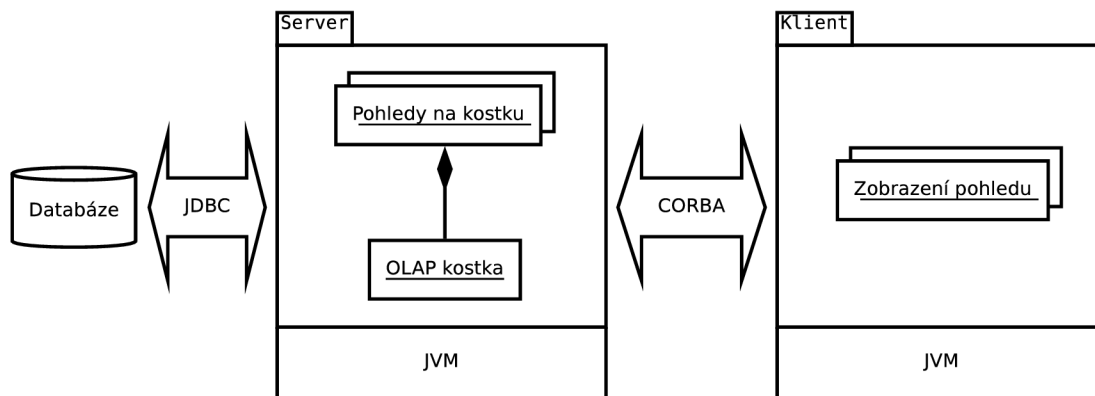 Server
Klient
Pohledy na kostku
Zobrazení pohledu
Databáze
JDBC
CORBA
OLAP kostka
JVM
JVM